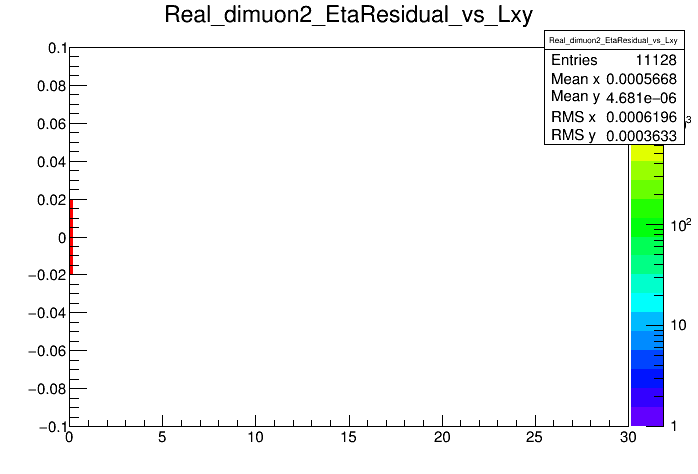 Real_dimuon2_EtaResidual_vs_Lxy
Real_dimuon2_EtaResidual_vs_Lxy
Entries 11128
Mean x 0.0005668
Mean y 4.681e−06
RMS x 0.0006196
RMS y 0.0003633
0.1
0.08
0.06
0.04
0.02
0
−0.02
−0.04
−0.06
−0.08
−0.1
0 5 10 15 20 25 30
3
10²
10
1